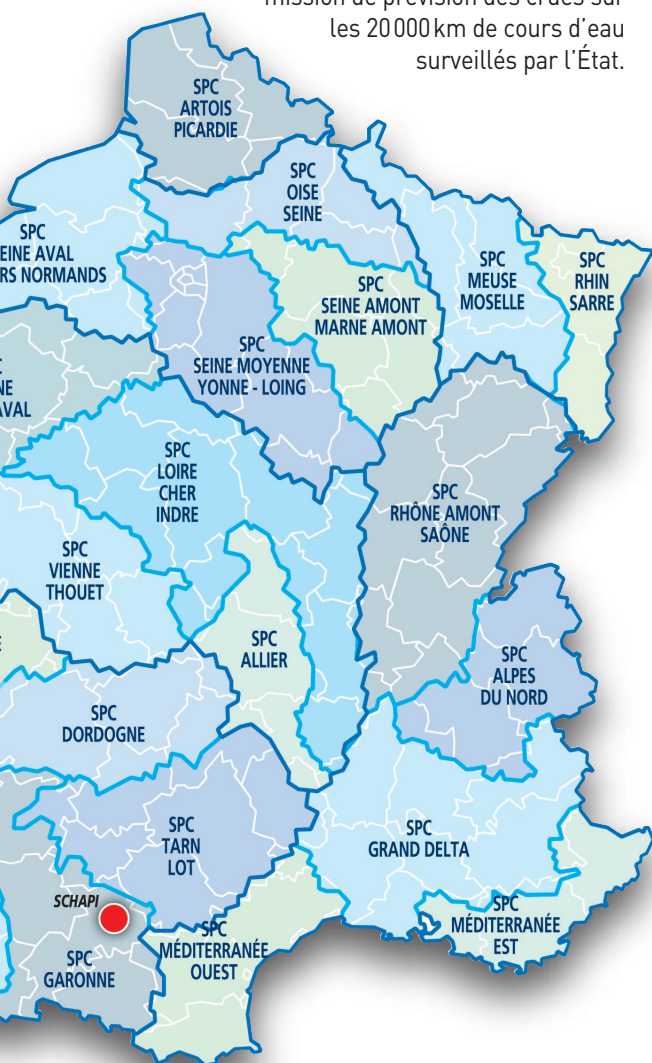 mission de prévision des crues sur
les 20 000 km de cours d'eau
surveillés par l'État.
SPC
ARTOIS
PICARDIE
SPC
OISE
SEINE
SPC
EINE AVAL
RS NORMANDS
SPC
MEUSE
MOSELLE
SPC
RHIN
SARRE
SPC
SEINE AMONT
MARNE AMONT
SPC
SEINE MOYENNE
YONNE - LOING
NE
AVAL
SPC
LOIRE
CHER
INDRE
SPC
RHÔNE AMONT
SAÔNE
SPC
VIENNE
THOUET
SPC
ALLIER
SPC
ALPES
DU NORD
SPC
DORDOGNE
SPC
TARN
LOT
SPC
GRAND DELTA
SCHAPI
SPC
MÉDITERRANÉE
EST
SPC
MÉDITERRANÉE
OUEST
SPC
GARONNE